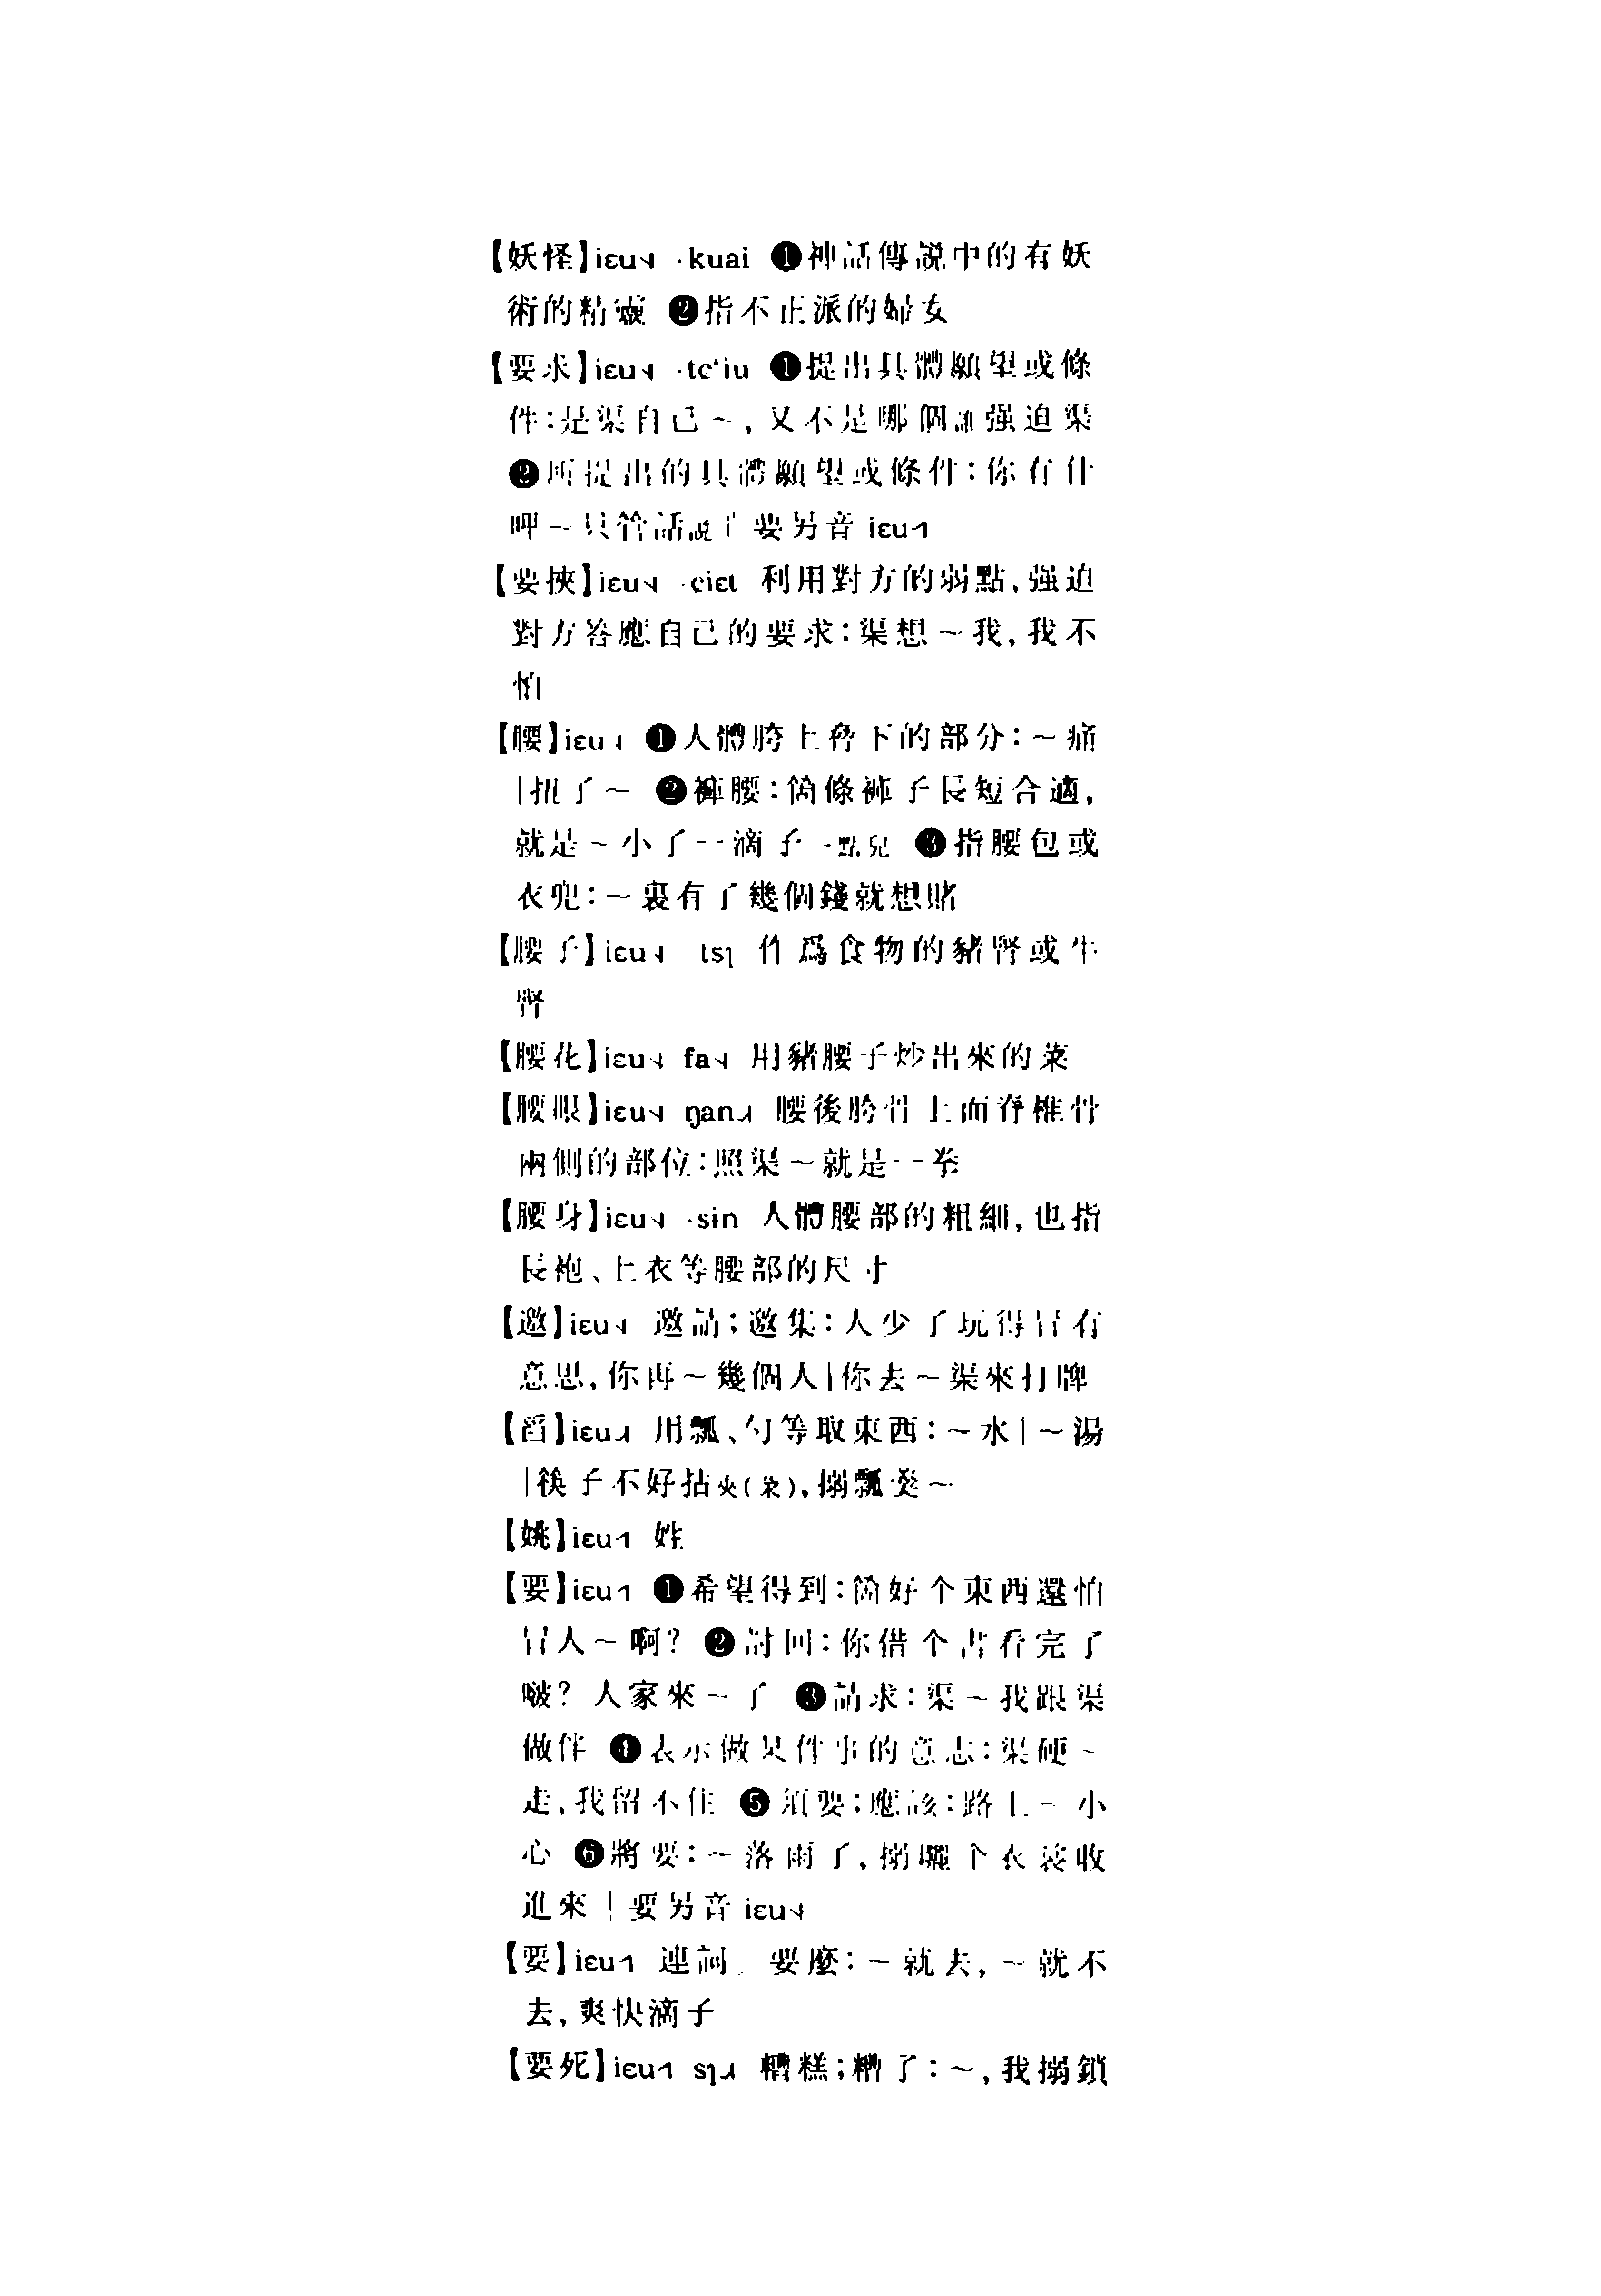 【妖怪】iɛu˧˩ ·kuai ❶神話傳説中的有妖
術的精靈 ❷指不正派的婦女
【要求】iɛu˧˩ ·tɕʻiu ❶提出具體願望或條
件：是渠自己～，又不是哪個誰强迫渠
❷所提出的具體願望或條件：你有什
呷～只管話説｜要另音 iɛu˦
【要挾】iɛu˧˩ ·ɕiɛt 利用對方的弱點，强迫
對方答應自己的要求：渠想～我，我不
怕
【腰】iɛu˧˩ ❶人體胯上脅下的部分：～痛
｜扭了～ ❷褲腰：箇條褲子長短合適，
就是～小了一滴子一點兒 ❸指腰包或
衣兜：～裏有了幾個錢就想賭
【腰子】iɛu˧˩ tsɿ 作爲食物的豬腎或牛
腎
【腰花】iɛu˧˩ fa˧˩ 用豬腰子炒出來的菜
【腰眼】iɛu˧˩ ŋan˨˩˧ 腰後胯骨上面脊椎骨
兩側的部位：照渠～就是一拳
【腰身】iɛu˧˩ ·sin 人體腰部的粗細，也指
長袍、上衣等腰部的尺寸
【邀】iɛu˧˩ 邀請；邀集：人少了玩得冇有
意思，你再～幾個人｜你去～渠來打牌
【舀】iɛu˨˩˧ 用瓢、勺等取東西：～水｜～湯
｜筷子不好拈夾（菜），搦瓢羹～
【姚】iɛu˦ 姓
【要】iɛu˦ ❶希望得到：箇好个東西還怕
冇人～啊？ ❷討回：你借个書看完了
啵？人家來～了 ❸請求：渠～我跟渠
做伴 ❹表示做某件事的意志：渠硬～
走，我留不住 ❺須要；應該：路上～小
心 ❻將要：～落雨了，搦曬个衣裳收
進來｜要另音 iɛu˧˩
【要】iɛu˦ 連詞。要麽：～就去，～就不
去，爽快滴子
【要死】iɛu˦ sɿ˨˩˧ 糟糕；糟了：～，我搦鎖